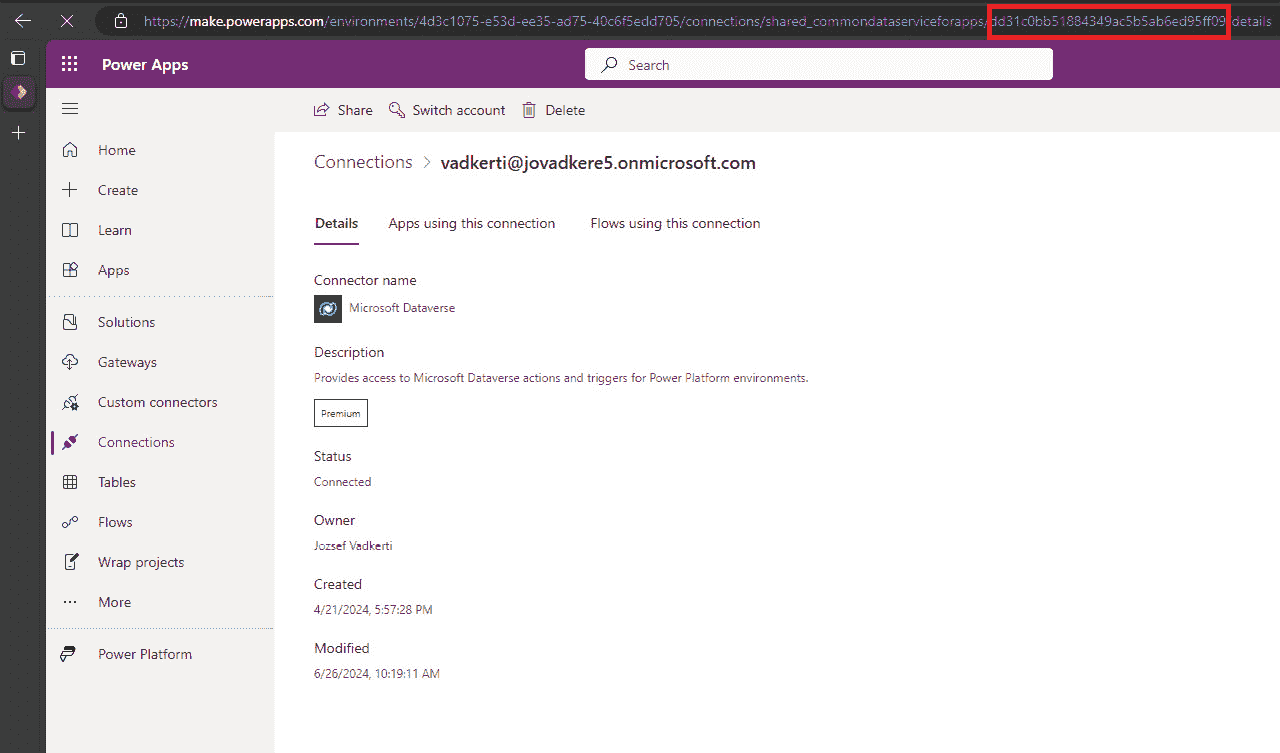 https://make.powerapps.com/environments/4d3c1075-e53d-ee35-ad75-40c6f5edd705/connections/shared_commondataserviceforapps/dd31c0bb51884349ac5b5ab6ed95ff09/details
Power Apps
Search
Share Switch account Delete
Home
Create
Learn
Apps
Solutions
Gateways
Custom connectors
Connections
Tables
Flows
Wrap projects
More
Power Platform
Connections > vadkerti@jovadkere5.onmicrosoft.com
Details Apps using this connection Flows using this connection
Connector name
Microsoft Dataverse
Description
Provides access to Microsoft Dataverse actions and triggers for Power Platform environments.
Premium
Status
Connected
Owner
Jozsef Vadkerti
Created
4/21/2024, 5:57:28 PM
Modified
6/26/2024, 10:19:11 AM